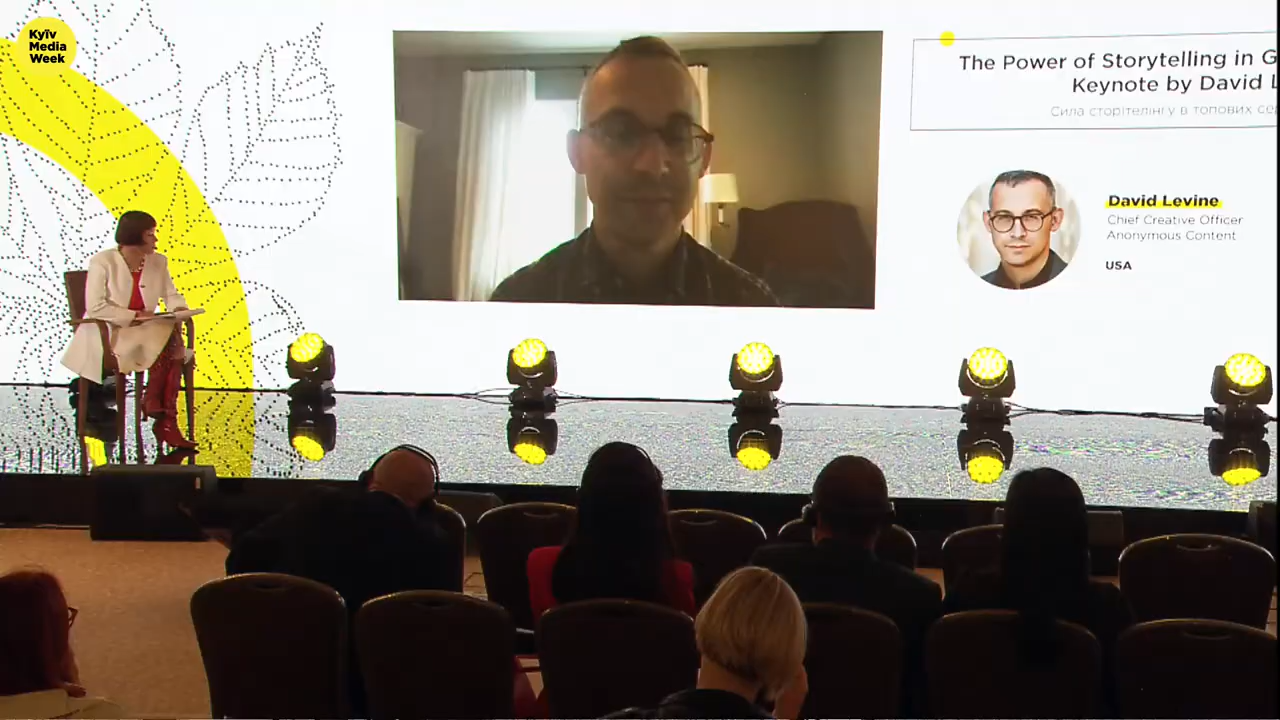 Kyïv
Media
Week
The Power of Storytelling in G
Keynote by David L
Сила сторітелінгу в топових се
David Levine
Chief Creative Officer
Anonymous Content
USA